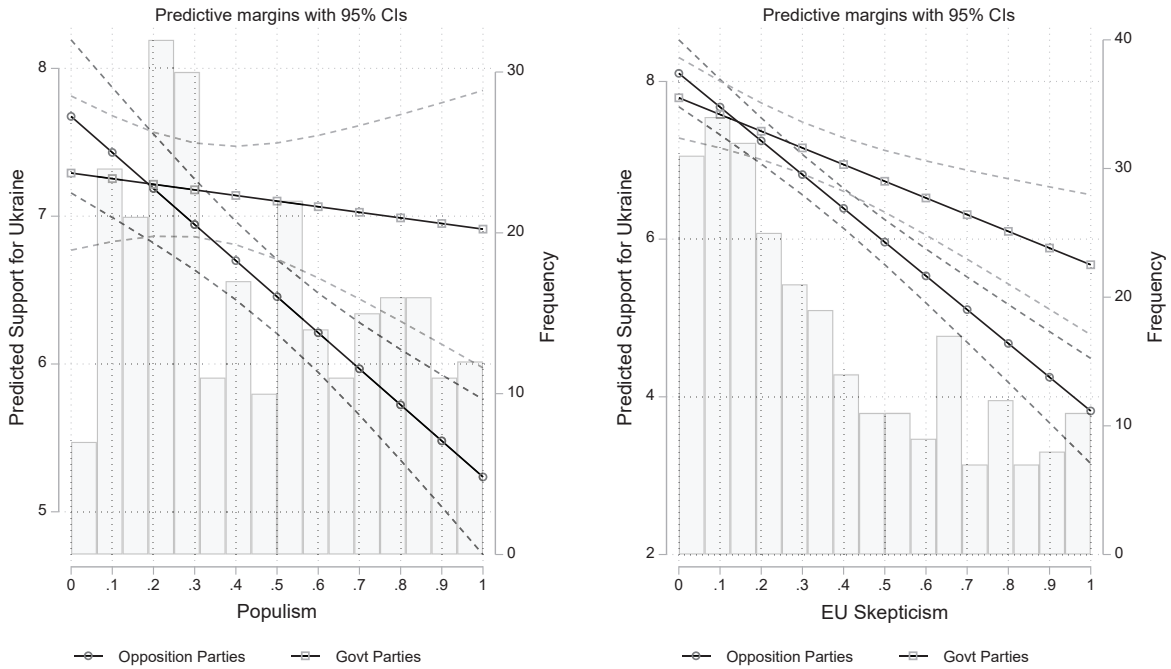 Predictive margins with 95% CIs
8
7
6
5
Predicted Support for Ukraine
30
20
10
0
Frequency
0 .1 .2 .3 .4 .5 .6 .7 .8 .9 1
Populism
Opposition Parties Govt Parties
Predictive margins with 95% CIs
8
6
4
2
Predicted Support for Ukraine
40
30
20
10
0
Frequency
0 .1 .2 .3 .4 .5 .6 .7 .8 .9 1
EU Skepticism
Opposition Parties Govt Parties